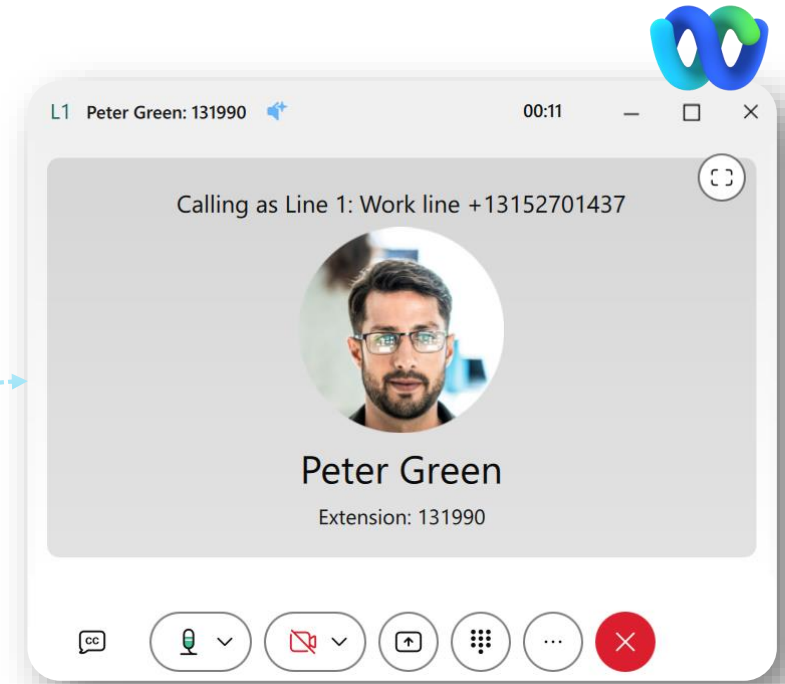 L1 Peter Green: 131990 00:11
Calling as Line 1: Work line +13152701437
Peter Green
Extension: 131990
CC